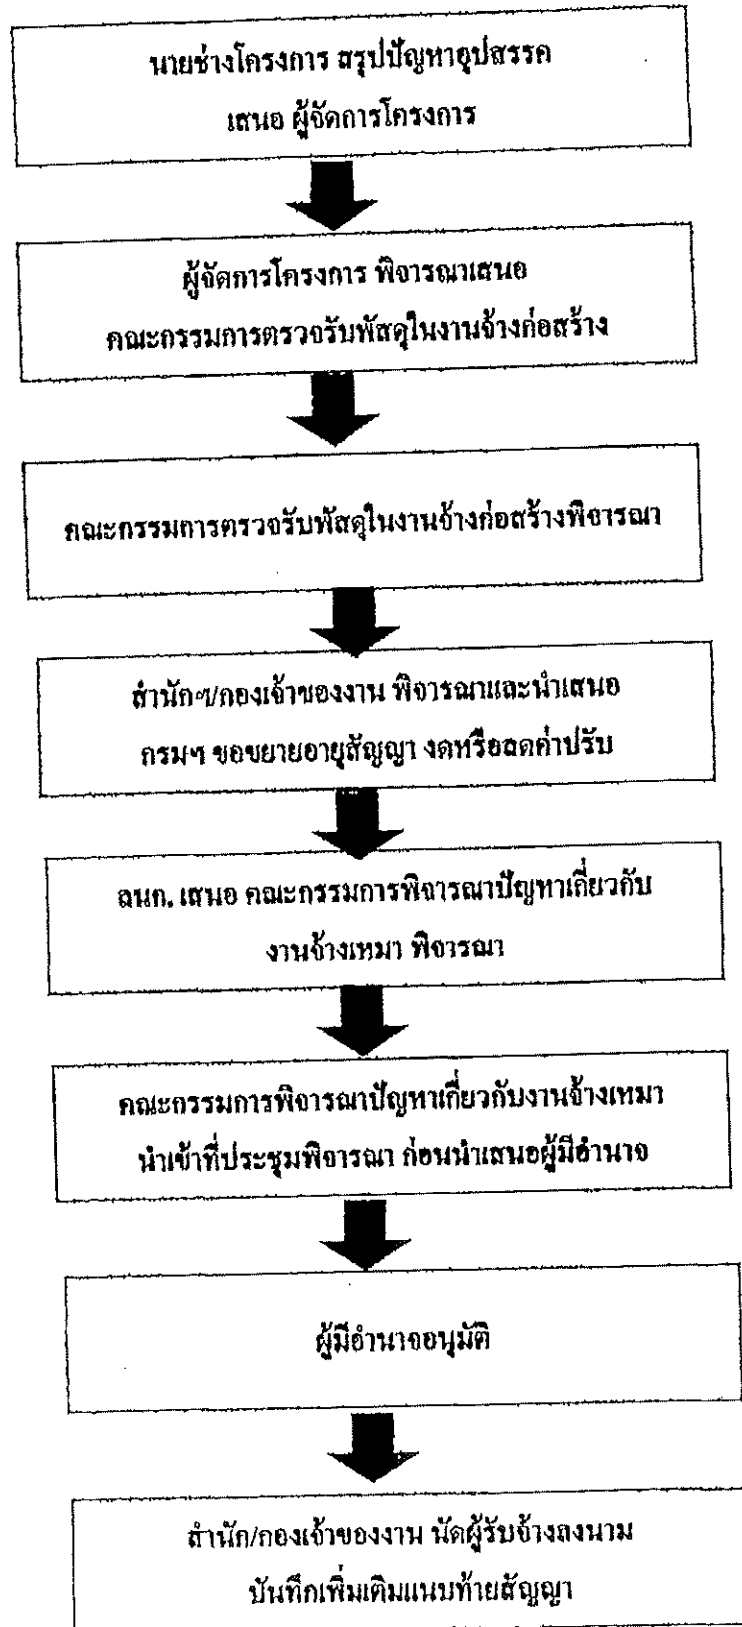 นายช่างโครงการ สรุปปัญหาอุปสรรค
เสนอ ผู้จัดการโครงการ
ผู้จัดการโครงการ พิจารณาเสนอ
คณะกรรมการตรวจรับพัสดุในงานจ้างก่อสร้าง
คณะกรรมการตรวจรับพัสดุในงานจ้างก่อสร้างพิจารณา
สำนักฯ/กองเจ้าของงาน พิจารณาและนำเสนอ
กรมฯ ขอขยายอายุสัญญา งดหรือลดค่าปรับ
ลนก. เสนอ คณะกรรมการพิจารณาปัญหาเกี่ยวกับ
งานจ้างเหมา พิจารณา
คณะกรรมการพิจารณาปัญหาเกี่ยวกับงานจ้างเหมา
นำเข้าที่ประชุมพิจารณา ก่อนนำเสนอผู้มีอำนาจ
ผู้มีอำนาจอนุมัติ
สำนัก/กองเจ้าของงาน นัดผู้รับจ้างลงนาม
บันทึกเพิ่มเติมแนบท้ายสัญญา